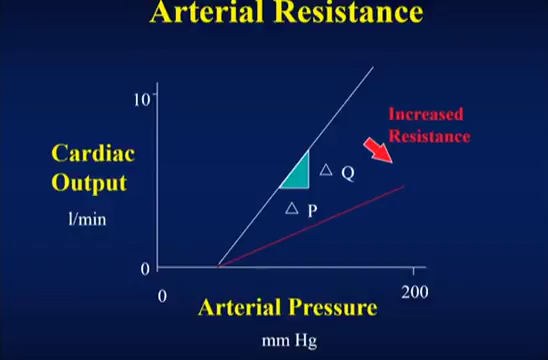 Arterial Resistance
10
Increased
Resistance
Cardiac
Output
l/min
△ Q
△ P
0
0
200
Arterial Pressure
mm Hg